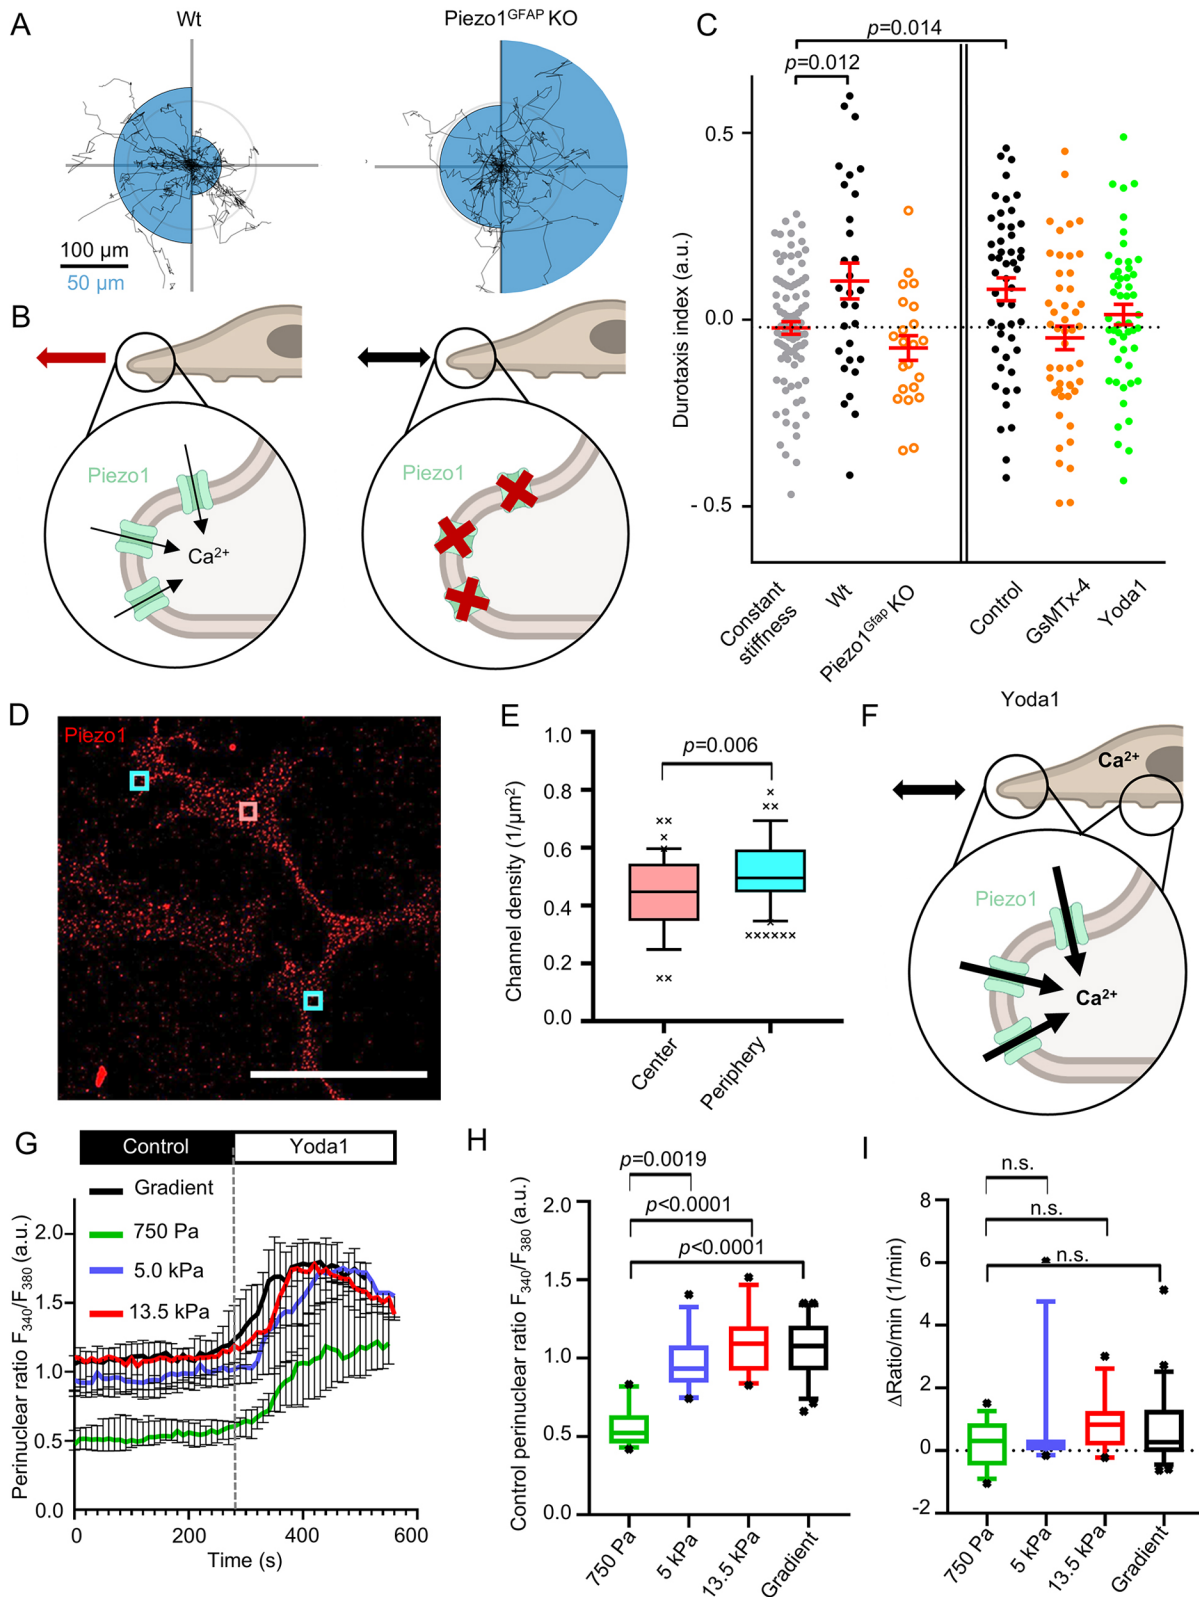 A
Wt
Piezo1^GFAP KO
100 µm
50 µm
B
Piezo1
Ca²⁺
Piezo1
C
p=0.014
p=0.012
Durotaxis index (a.u.)
0.5
0.0
- 0.5
Constant
stiffness
Wt
Piezo1^Gfap KO
Control
GsMTx-4
Yoda1
D
Piezo1
E
p=0.006
Channel density (1/µm²)
1.0
0.8
0.6
0.4
0.2
0.0
Center
Periphery
F
Yoda1
Ca²⁺
Piezo1
Ca²⁺
G
Control
Yoda1
Gradient
750 Pa
5.0 kPa
13.5 kPa
Perinuclear ratio F₃₄₀/F₃₈₀ (a.u.)
2.0
1.5
1.0
0.5
0.0
0
200
400
600
Time (s)
H
p=0.0019
p<0.0001
p<0.0001
Control perinuclear ratio F₃₄₀/F₃₈₀ (a.u.)
2.0
1.5
1.0
0.5
0.0
750 Pa
5 kPa
13.5 kPa
Gradient
I
n.s.
n.s.
n.s.
ΔRatio/min (1/min)
8
6
4
2
0
-2
750 Pa
5 kPa
13.5 kPa
Gradient